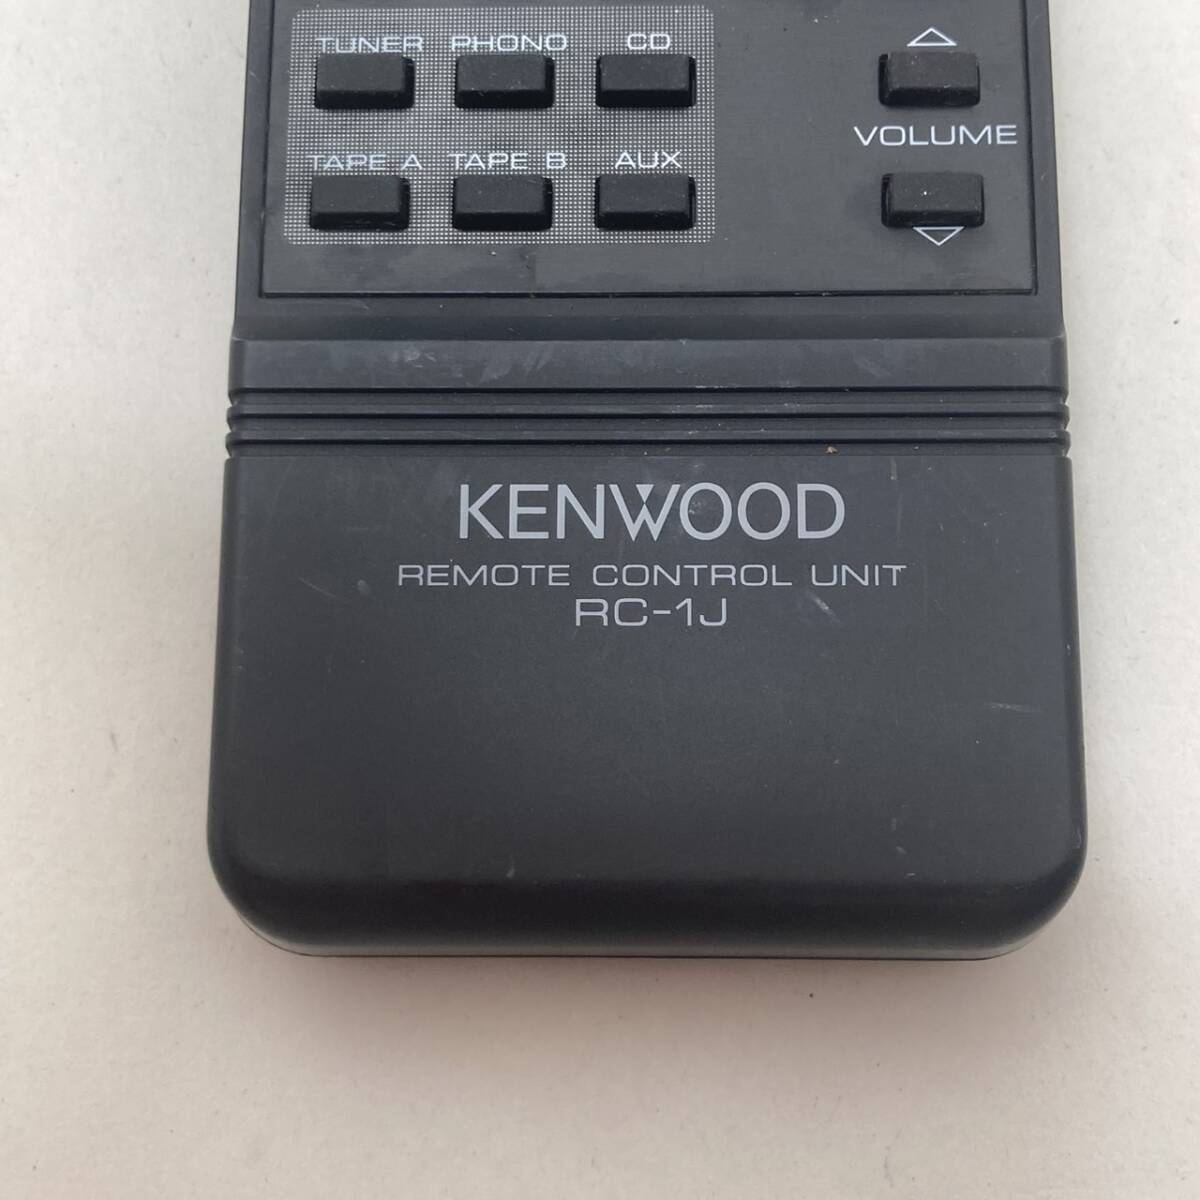 TUNER PHONO CD
TAPE A TAPE B AUX
VOLUME
KENWOOD
REMOTE CONTROL UNIT
RC-1J